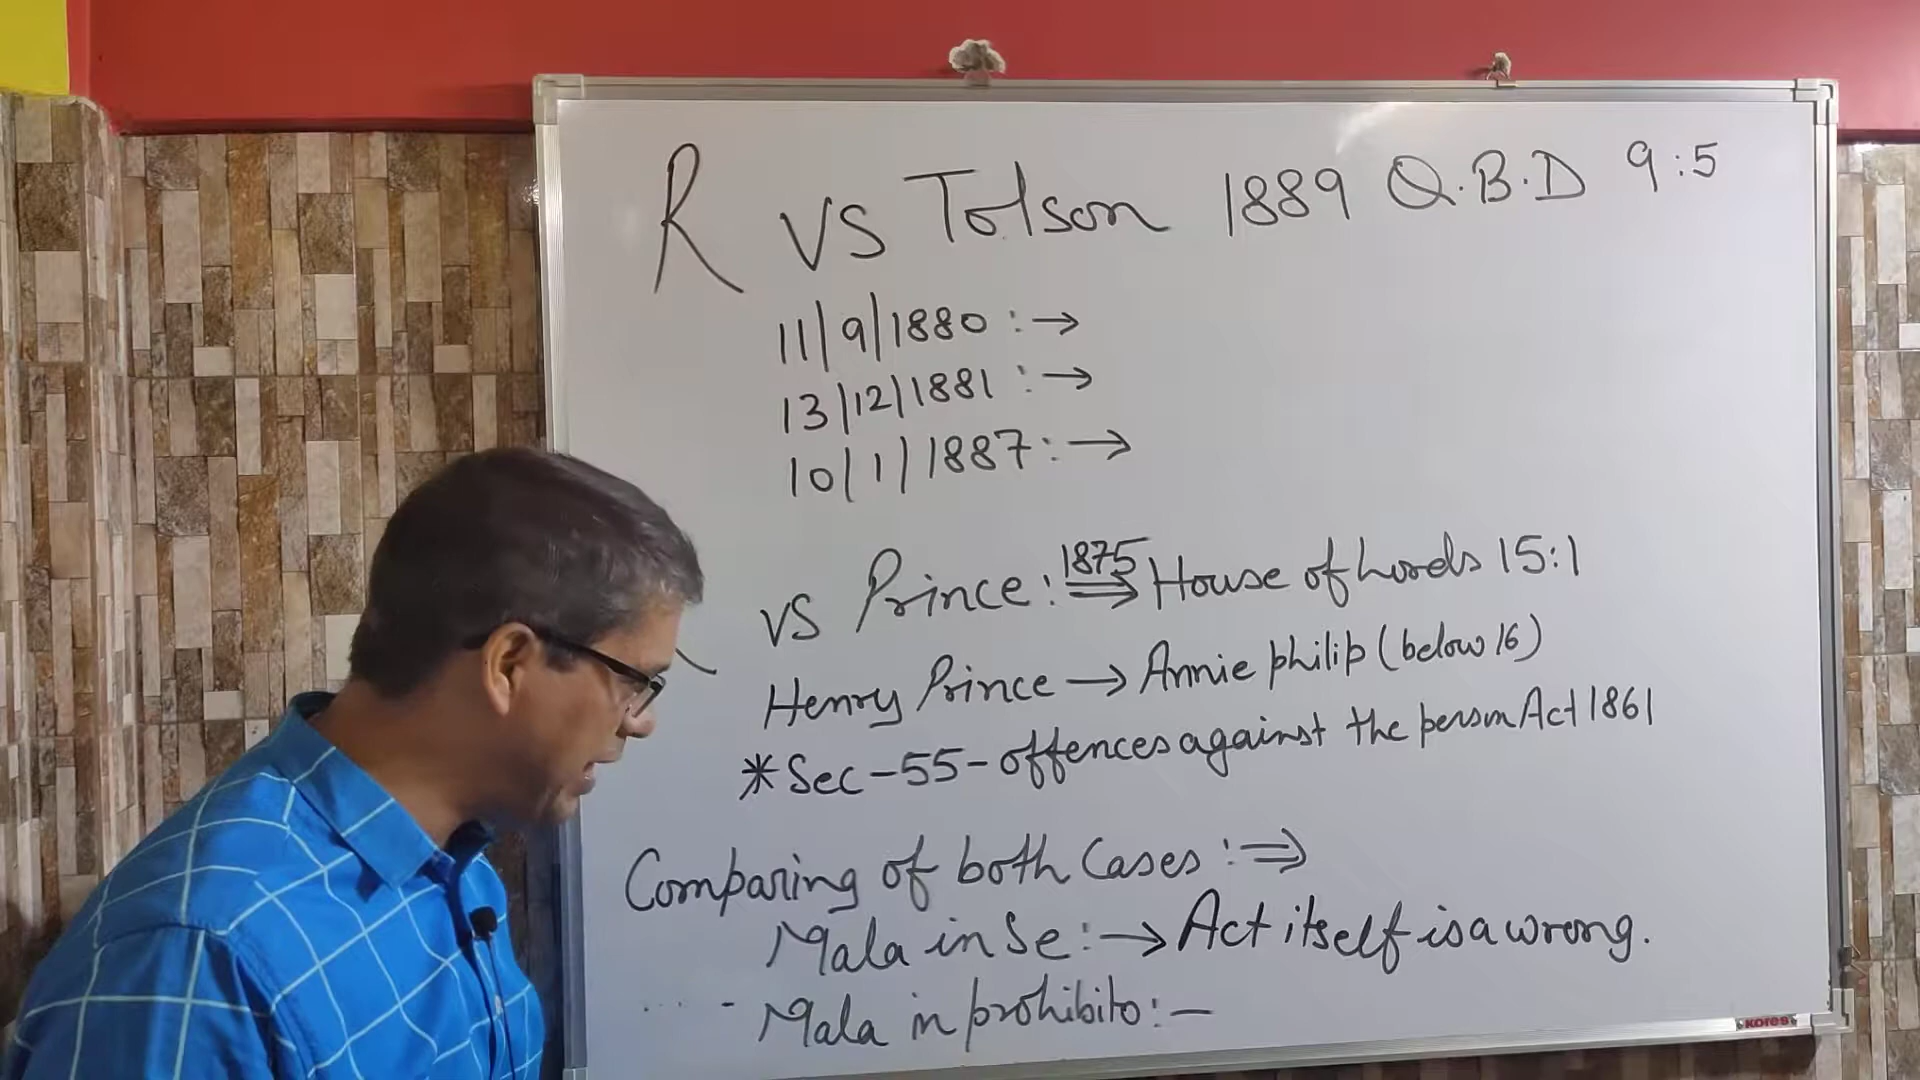 R vs Tolson 1889 Q.B.D 9:5
11/9/1880 :→
13/12/1881 :→
10/1/1887 :→
vs Prince: 1875 ⇒ House of Lords 15:1
Henry Prince → Annie philip (below 16)
*Sec-55- offences against the person Act 1861
Comparing of both Cases :⇒
Mala in Se :→ Act itself is a wrong.
- Mala in prohibito :-
KORES